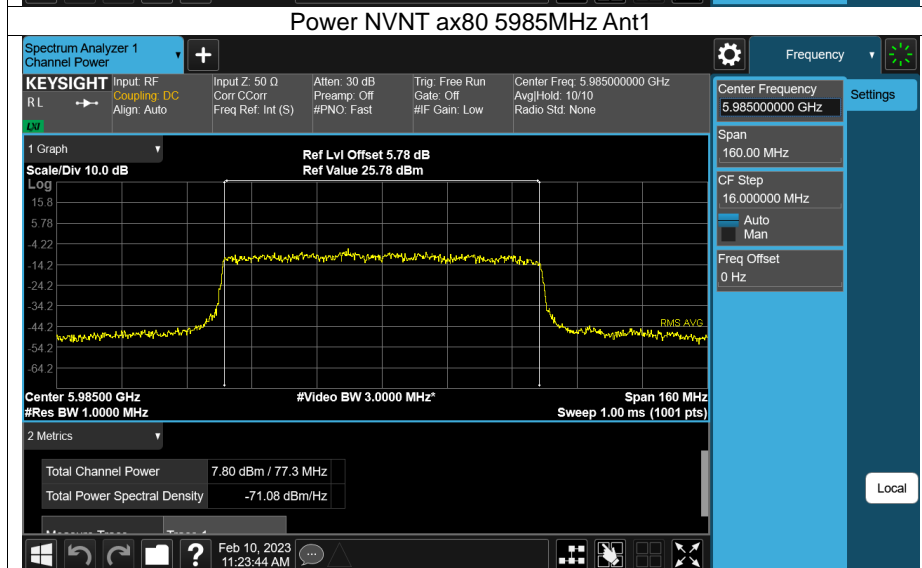 Power NVNT ax80 5985MHz Ant1
Spectrum Analyzer 1
Channel Power
Frequency
KEYSIGHT
Input: RF
Coupling: DC
Align: Auto
Input Z: 50 Ω
Corr CCorr
Freq Ref: Int (S)
Atten: 30 dB
Preamp: Off
#PNO: Fast
Trig: Free Run
Gate: Off
#IF Gain: Low
Center Freq: 5.985000000 GHz
Avg|Hold: 10/10
Radio Std: None
RL
LXI
Center Frequency
5.985000000 GHz
Settings
Span
160.00 MHz
CF Step
16.000000 MHz
Auto
Man
Freq Offset
0 Hz
1 Graph
Scale/Div 10.0 dB
Ref Lvl Offset 5.78 dB
Ref Value 25.78 dBm
Log
15.8
5.78
-4.22
-14.2
-24.2
-34.2
-44.2
-54.2
-64.2
RMS AVG
Center 5.98500 GHz
#Video BW 3.0000 MHz*
Span 160 MHz
#Res BW 1.0000 MHz
Sweep 1.00 ms (1001 pts)
2 Metrics
Total Channel Power 7.80 dBm / 77.3 MHz
Total Power Spectral Density -71.08 dBm/Hz
Local
?
Feb 10, 2023
11:23:44 AM